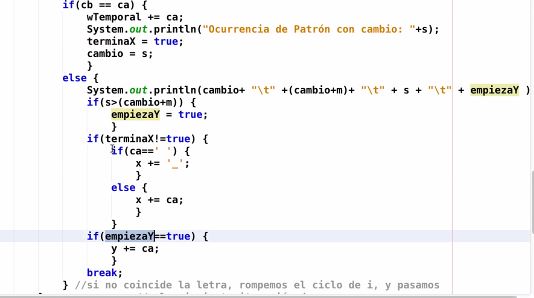 if(cb == ca) {
wTemporal += ca;
System.out.println("Ocurrencia de Patrón con cambio: "+s);
terminaX = true;
cambio = s;
}
else {
System.out.println(cambio+ "\t" +(cambio+m)+ "\t" + s + "\t" + empiezaY )
if(s>(cambio+m)) {
empiezaY = true;
}
if(terminaX!=true) {
if(ca==' ') {
x += '_';
}
else {
x += ca;
}
}
if(empiezaY==true) {
y += ca;
}
break;
} //si no coincide la letra, rompemos el ciclo de i, y pasamos